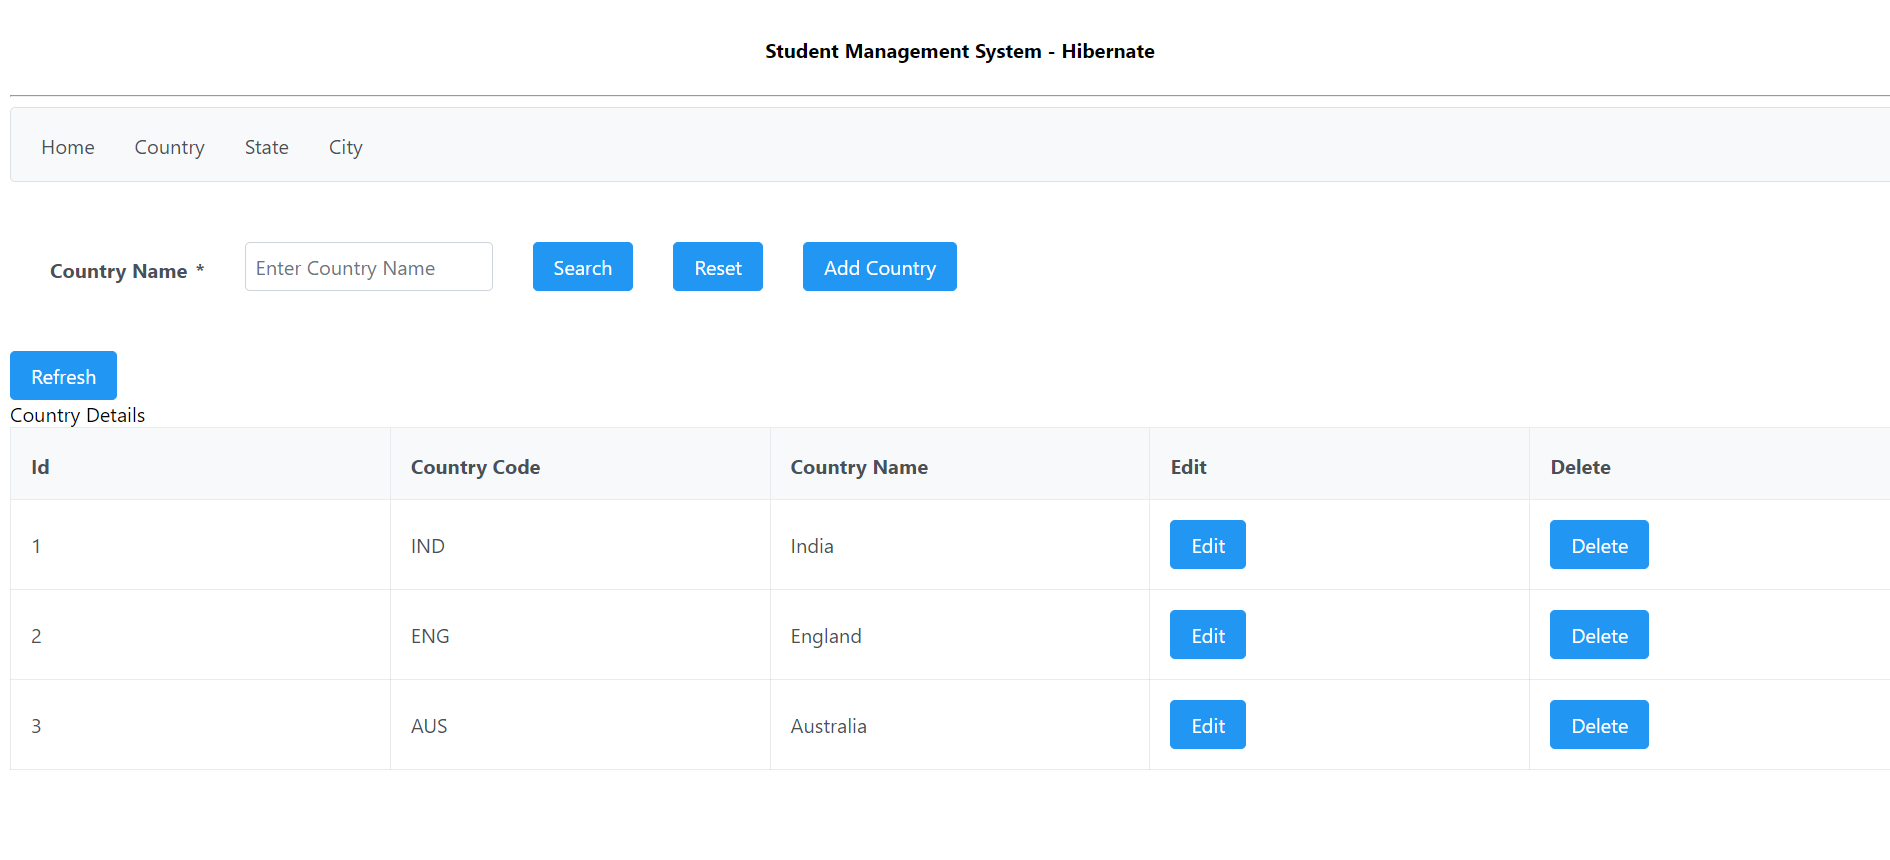 Student Management System - Hibernate
Home Country State City
Country Name * Enter Country Name Search Reset Add Country
Refresh
Country Details
Id Country Code Country Name Edit Delete
1 IND India Edit Delete
2 ENG England Edit Delete
3 AUS Australia Edit Delete